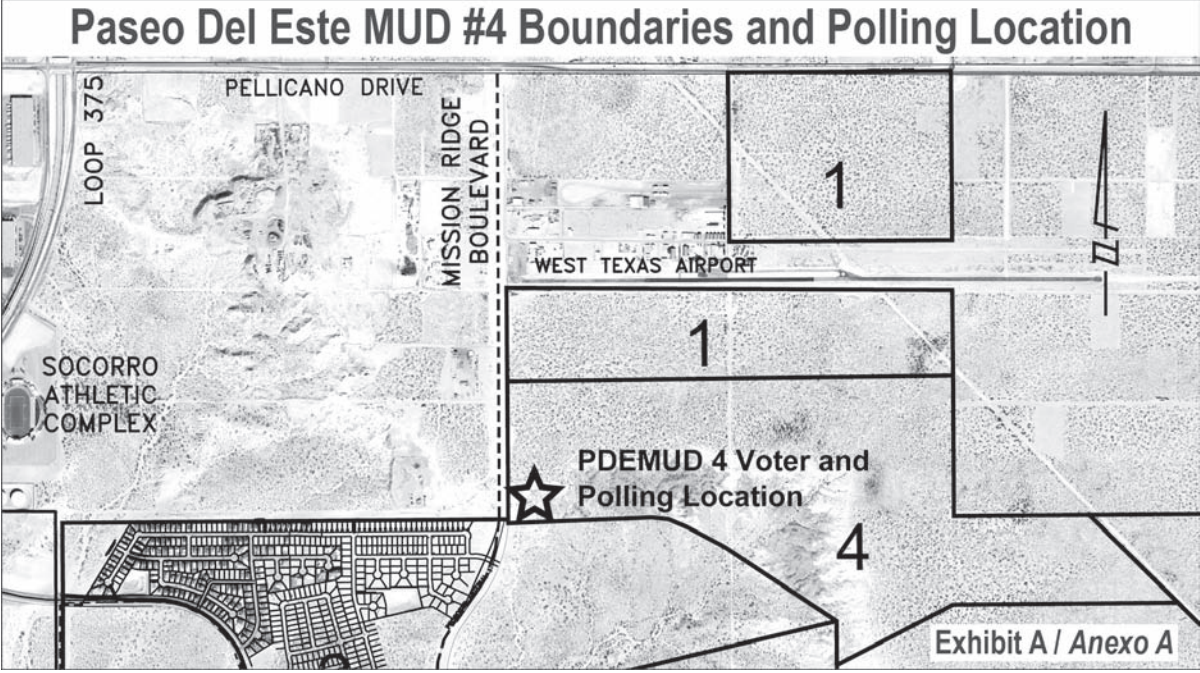 Paseo Del Este MUD #4 Boundaries and Polling Location
PELLICANO DRIVE
LOOP 375
MISSION RIDGE
BOULEVARD
1
WEST TEXAS AIRPORT
N
1
SOCORRO
ATHLETIC
COMPLEX
PDEMUD 4 Voter and
Polling Location
4
Exhibit A / Anexo A